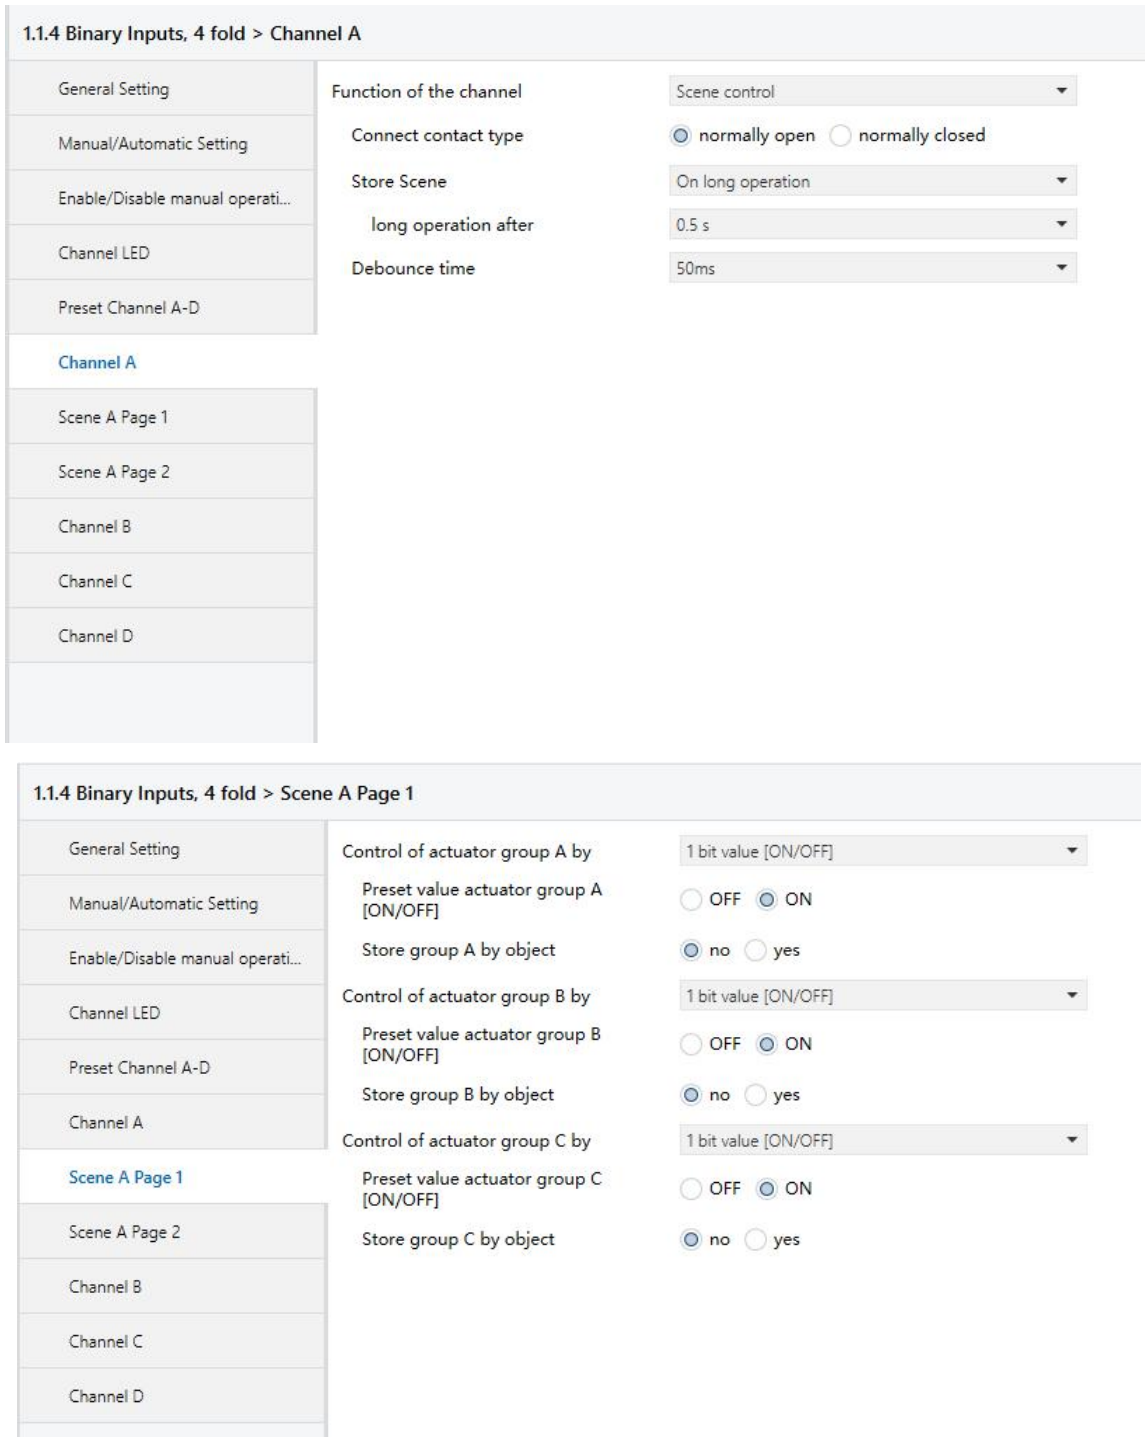 1.1.4 Binary Inputs, 4 fold > Channel A
General Setting
Manual/Automatic Setting
Enable/Disable manual operati...
Channel LED
Preset Channel A-D
Channel A
Scene A Page 1
Scene A Page 2
Channel B
Channel C
Channel D
Function of the channel Scene control
Connect contact type normally open normally closed
Store Scene On long operation
long operation after 0.5 s
Debounce time 50ms
1.1.4 Binary Inputs, 4 fold > Scene A Page 1
General Setting
Manual/Automatic Setting
Enable/Disable manual operati...
Channel LED
Preset Channel A-D
Channel A
Scene A Page 1
Scene A Page 2
Channel B
Channel C
Channel D
Control of actuator group A by 1 bit value [ON/OFF]
Preset value actuator group A
[ON/OFF] OFF ON
Store group A by object no yes
Control of actuator group B by 1 bit value [ON/OFF]
Preset value actuator group B
[ON/OFF] OFF ON
Store group B by object no yes
Control of actuator group C by 1 bit value [ON/OFF]
Preset value actuator group C
[ON/OFF] OFF ON
Store group C by object no yes